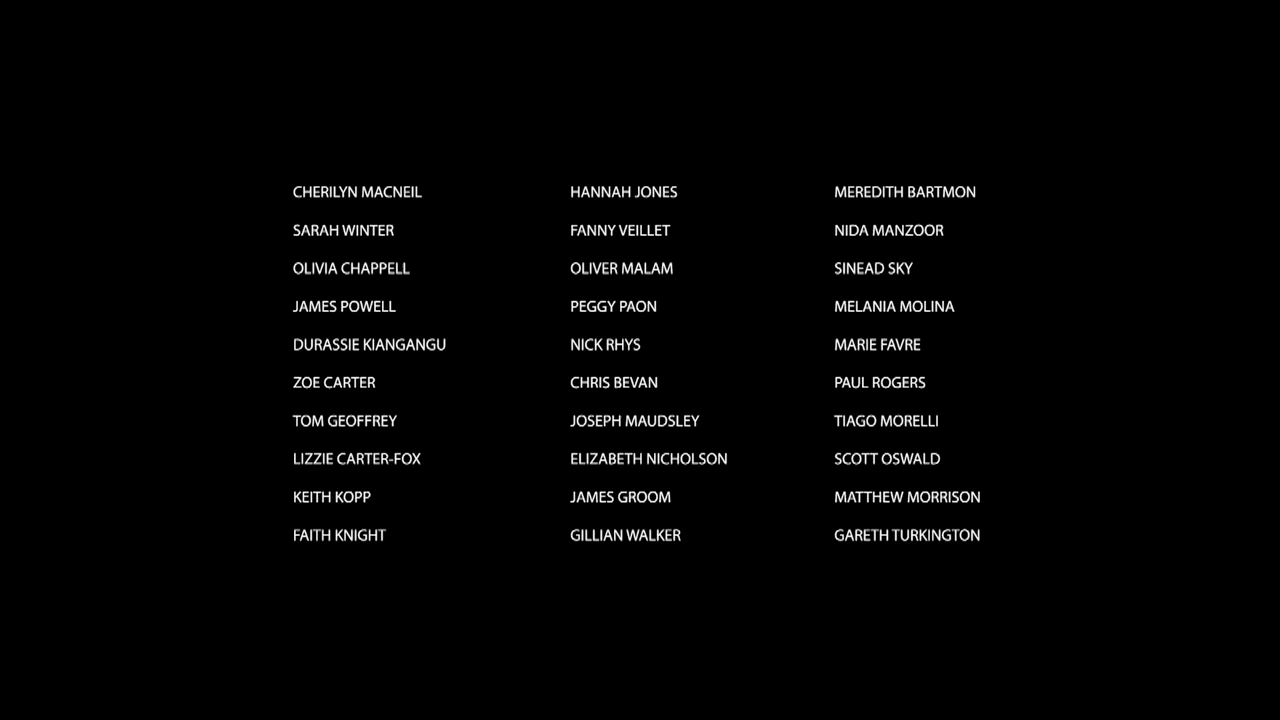 CHERILYN MACNEIL HANNAH JONES MEREDITH BARTMON
SARAH WINTER FANNY VEILLET NIDA MANZOOR
OLIVIA CHAPPELL OLIVER MALAM SINEAD SKY
JAMES POWELL PEGGY PAON MELANIA MOLINA
DURASSIE KIANGANGU NICK RHYS MARIE FAVRE
ZOE CARTER CHRIS BEVAN PAUL ROGERS
TOM GEOFFREY JOSEPH MAUDSLEY TIAGO MORELLI
LIZZIE CARTER-FOX ELIZABETH NICHOLSON SCOTT OSWALD
KEITH KOPP JAMES GROOM MATTHEW MORRISON
FAITH KNIGHT GILLIAN WALKER GARETH TURKINGTON